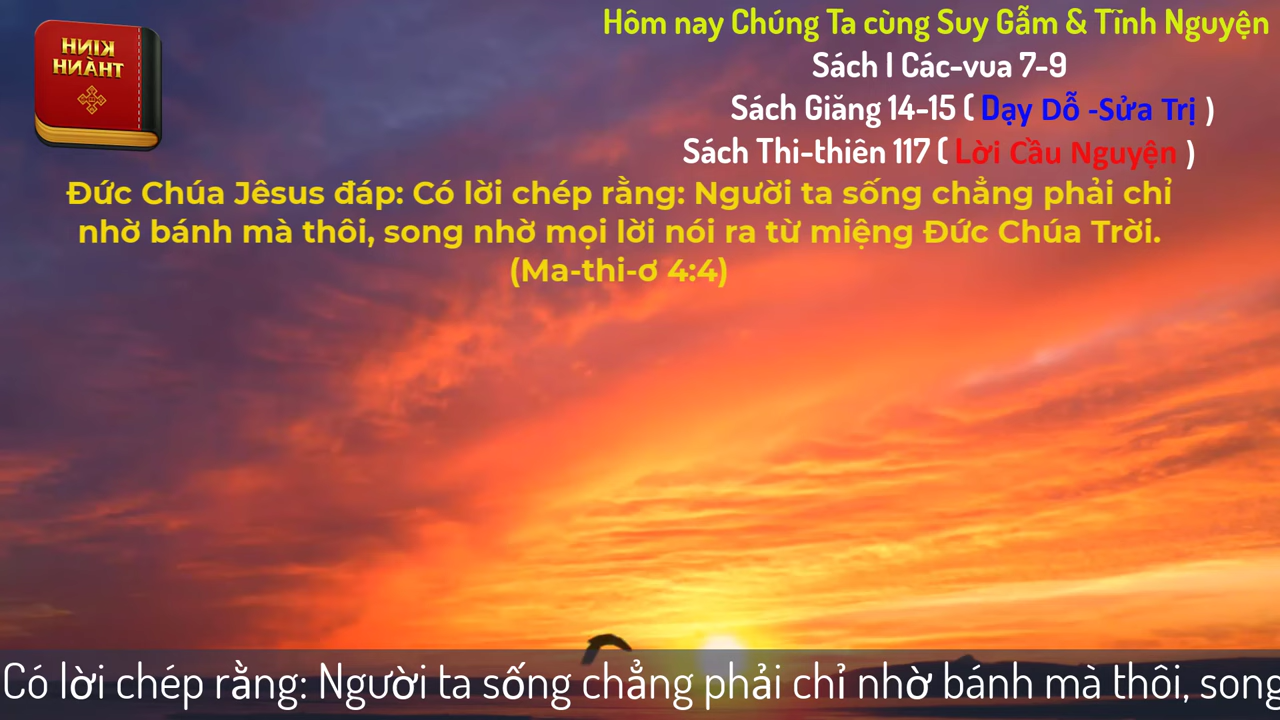 KINH
THÀNH
Hôm nay Chúng Ta cùng Suy Gẫm & Tĩnh Nguyện
Sách I Các-vua 7-9
Sách Giăng 14-15 ( Dạy Dỗ -Sửa Trị )
Sách Thi-thiên 117 ( Lời Cầu Nguyện )
Đức Chúa Jêsus đáp: Có lời chép rằng: Người ta sống chẳng phải chỉ
nhờ bánh mà thôi, song nhờ mọi lời nói ra từ miệng Đức Chúa Trời.
(Ma-thi-ơ 4:4)
Có lời chép rằng: Người ta sống chẳng phải chỉ nhờ bánh mà thôi, song